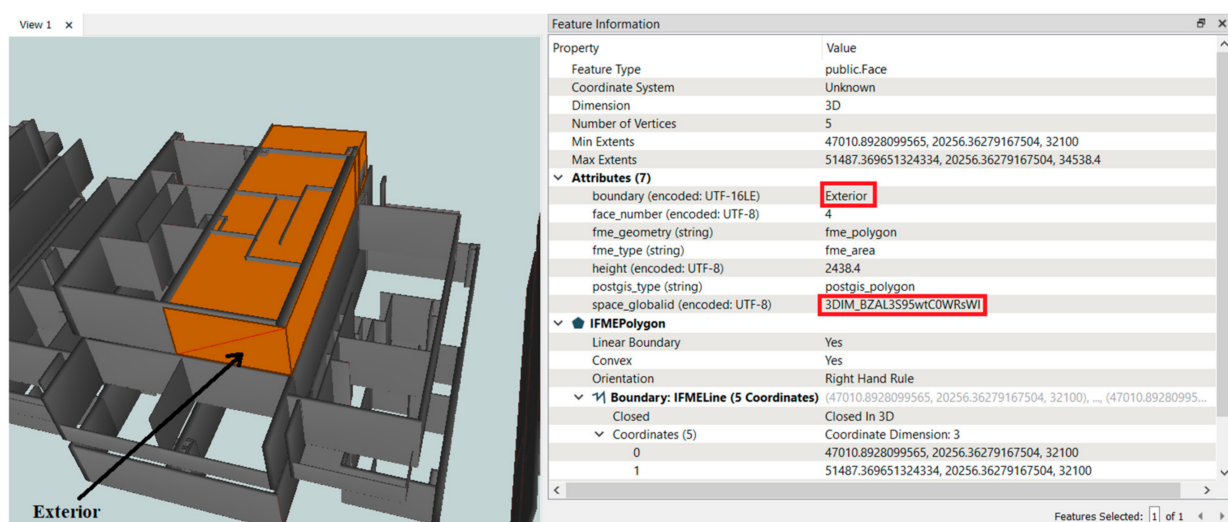 View 1 x
Feature Information
Property Value
Feature Type public.Face
Coordinate System Unknown
Dimension 3D
Number of Vertices 5
Min Extents 47010.8928099565, 20256.36279167504, 32100
Max Extents 51487.369651324334, 20256.36279167504, 34538.4
Attributes (7)
boundary (encoded: UTF-16LE) Exterior
face_number (encoded: UTF-8) 4
fme_geometry (string) fme_polygon
fme_type (string) fme_area
height (encoded: UTF-8) 2438.4
postgis_type (string) postgis_polygon
space_globalid (encoded: UTF-8) 3DIM_BZAL3S95wtC0WRsWI
IFMEPolygon
Linear Boundary Yes
Convex Yes
Orientation Right Hand Rule
Boundary: IFMELine (5 Coordinates) (47010.8928099565, 20256.36279167504, 32100), ..., (47010.89280995...
Closed Closed In 3D
Coordinates (5) Coordinate Dimension: 3
0 47010.8928099565, 20256.36279167504, 32100
1 51487.369651324334, 20256.36279167504, 32100
Exterior
Features Selected: 1 of 1